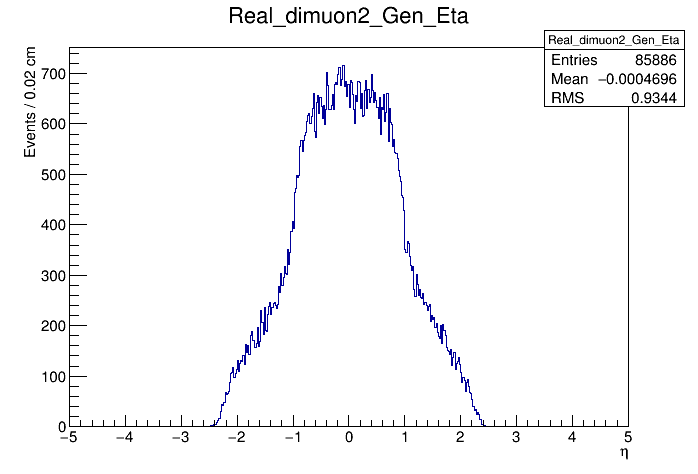 Real_dimuon2_Gen_Eta
Real_dimuon2_Gen_Eta
Entries 85886
Mean −0.0004696
RMS 0.9344
Events / 0.02 cm
700
600
500
400
300
200
100
0
−5 −4 −3 −2 −1 0 1 2 3 4 5
η